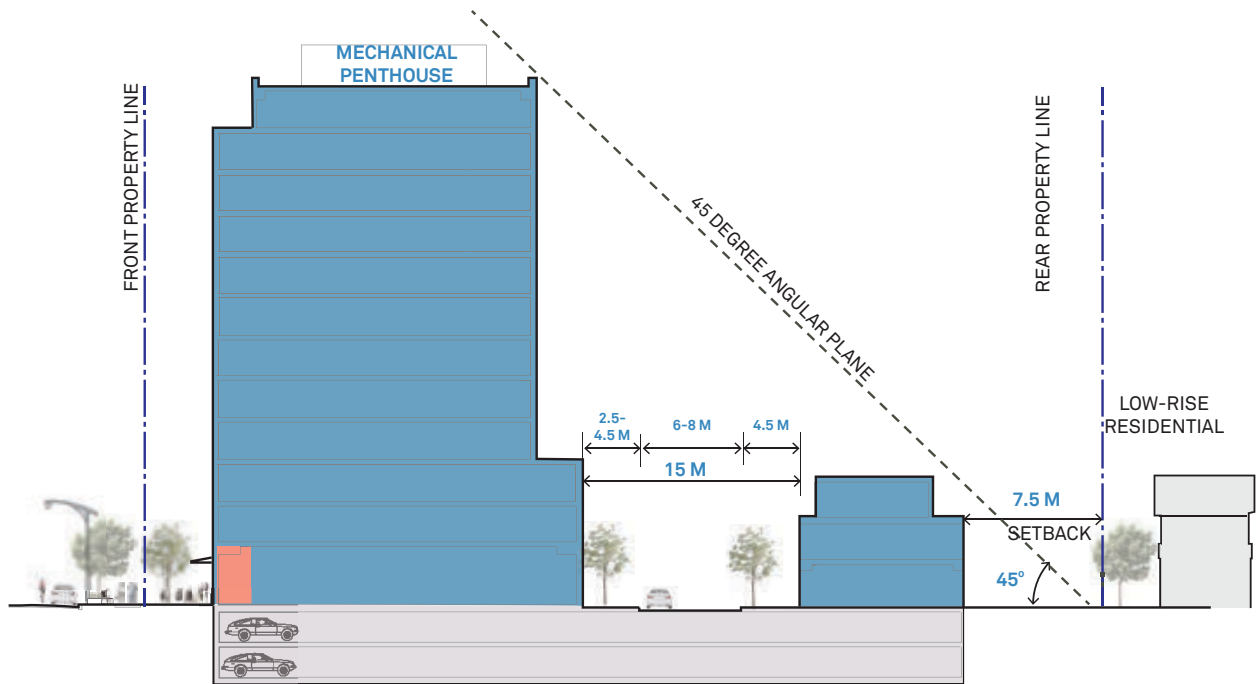 MECHANICAL
PENTHOUSE
FRONT PROPERTY LINE
45 DEGREE ANGULAR PLANE
REAR PROPERTY LINE
LOW-RISE
RESIDENTIAL
2.5-
4.5 M
6-8 M
4.5 M
15 M
7.5 M
SETBACK
45°